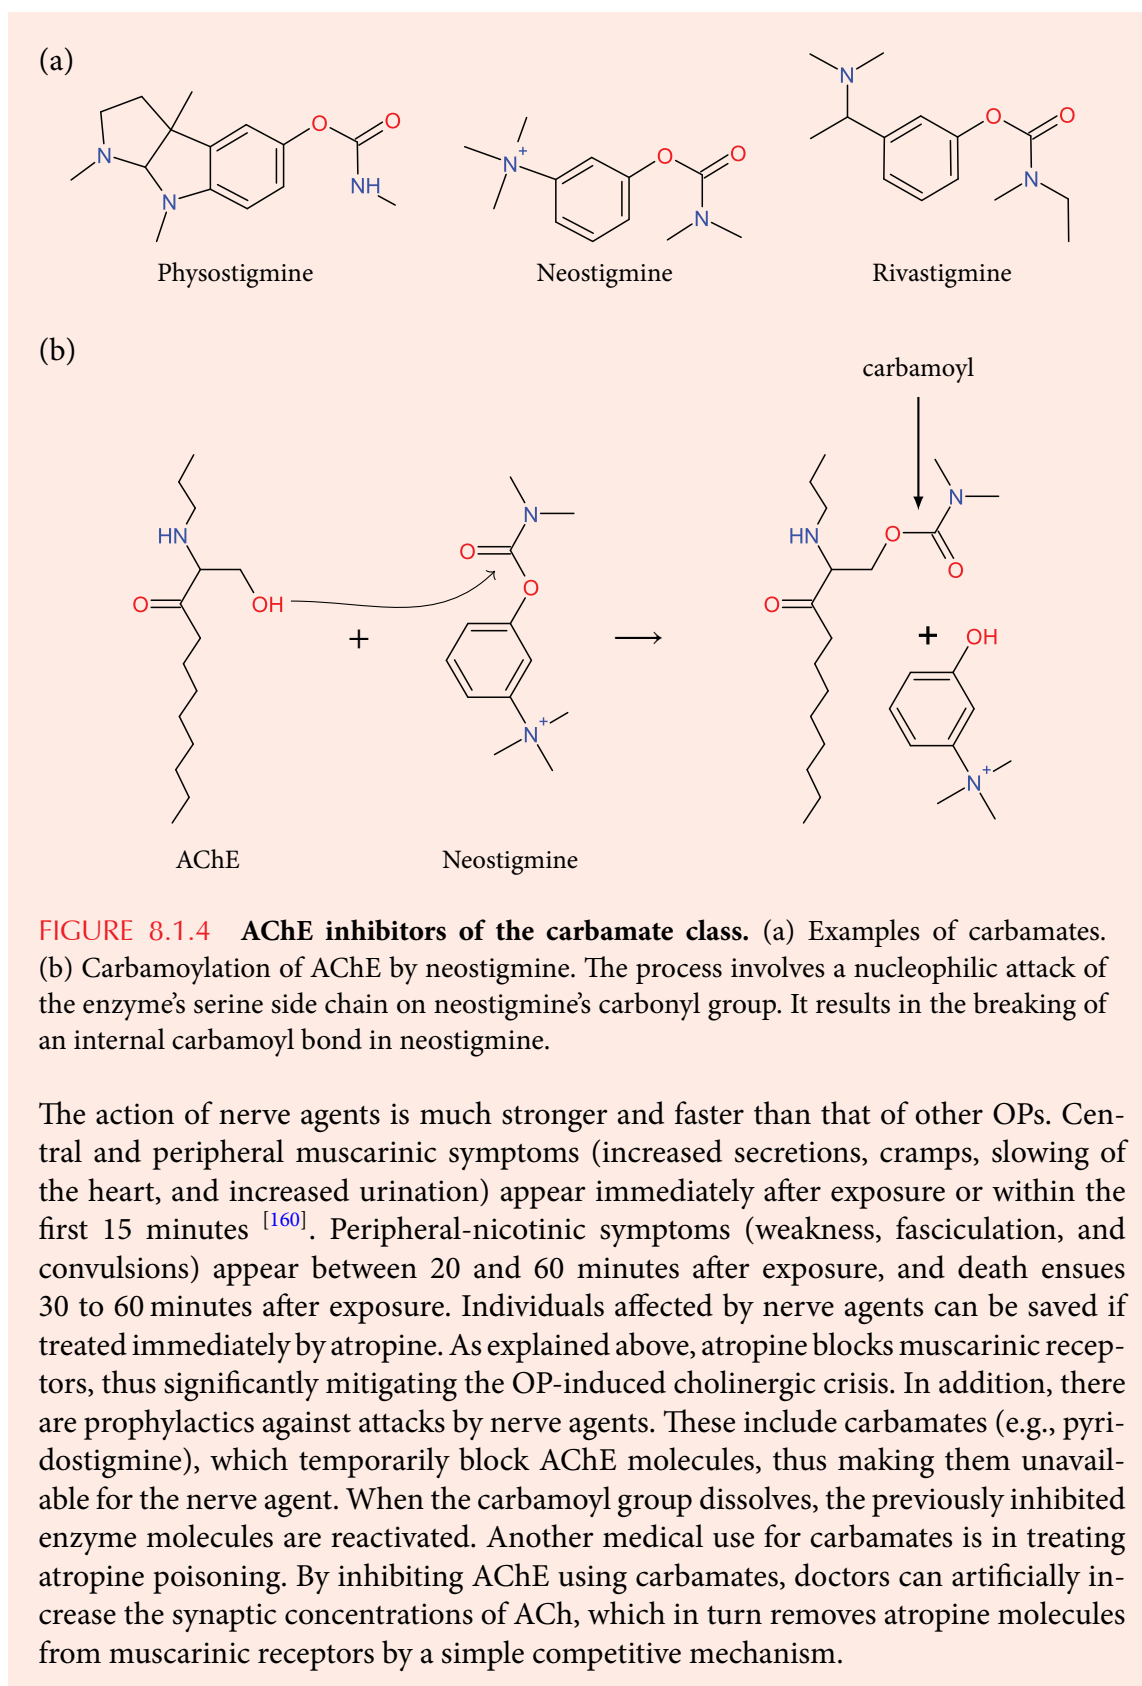 (a)
N
N
O
O
NH
Physostigmine
N+
O
O
N
Neostigmine
N
O
O
N
Rivastigmine
(b)
carbamoyl
HN
O
OH
+
N
O
O
N+
HN
O
O
N
O
+
OH
N+
AChE
Neostigmine
FIGURE 8.1.4 AChE inhibitors of the carbamate class. (a) Examples of carbamates.
(b) Carbamoylation of AChE by neostigmine. The process involves a nucleophilic attack of
the enzyme's serine side chain on neostigmine's carbonyl group. It results in the breaking of
an internal carbamoyl bond in neostigmine.
The action of nerve agents is much stronger and faster than that of other OPs. Cen-
tral and peripheral muscarinic symptoms (increased secretions, cramps, slowing of
the heart, and increased urination) appear immediately after exposure or within the
first 15 minutes [160]. Peripheral-nicotinic symptoms (weakness, fasciculation, and
convulsions) appear between 20 and 60 minutes after exposure, and death ensues
30 to 60 minutes after exposure. Individuals affected by nerve agents can be saved if
treated immediately by atropine. As explained above, atropine blocks muscarinic recep-
tors, thus significantly mitigating the OP-induced cholinergic crisis. In addition, there
are prophylactics against attacks by nerve agents. These include carbamates (e.g., pyri-
dostigmine), which temporarily block AChE molecules, thus making them unavail-
able for the nerve agent. When the carbamoyl group dissolves, the previously inhibited
enzyme molecules are reactivated. Another medical use for carbamates is in treating
atropine poisoning. By inhibiting AChE using carbamates, doctors can artificially in-
crease the synaptic concentrations of ACh, which in turn removes atropine molecules
from muscarinic receptors by a simple competitive mechanism.